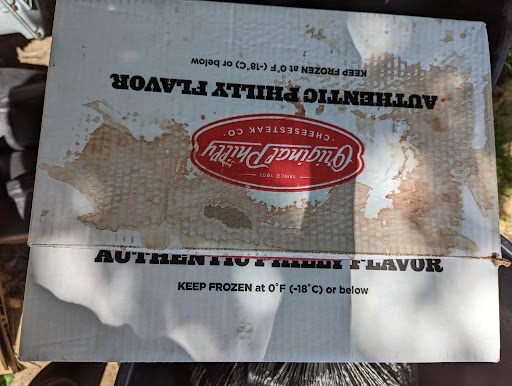 SINCE 1981
Original Philly
CHEESESTEAK CO.
AUTHENTIC PHILLY FLAVOR
KEEP FROZEN at 0°F (-18°C) or below
AUTHENTIC PHILLY FLAVOR
KEEP FROZEN at 0°F (-18°C) or below